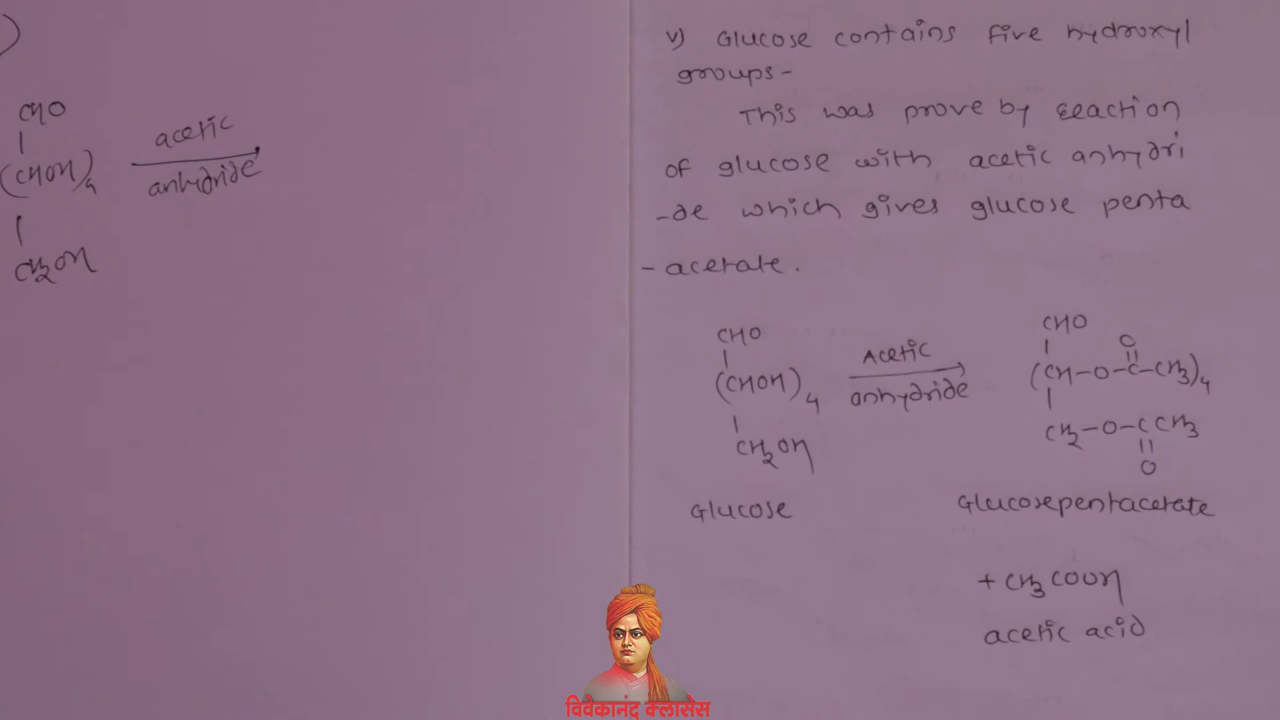 )
CHO
|
(CHOH)4
|
CH2OH
acetic
anhydride
v) Glucose contains five hydroxyl
groups-
This was prove by reaction
of glucose with acetic anhydri
-de which gives glucose penta
-acetate.
CHO
|
(CHOH)4
|
CH2OH
Glucose
Acetic
anhydride
CHO
|
O
||
(CH-O-C-CH3)4
|
CH2-O-C CH3
||
O
Glucosepentacetate
+ CH3COOH
acetic acid
विवेकानंद क्लासेस